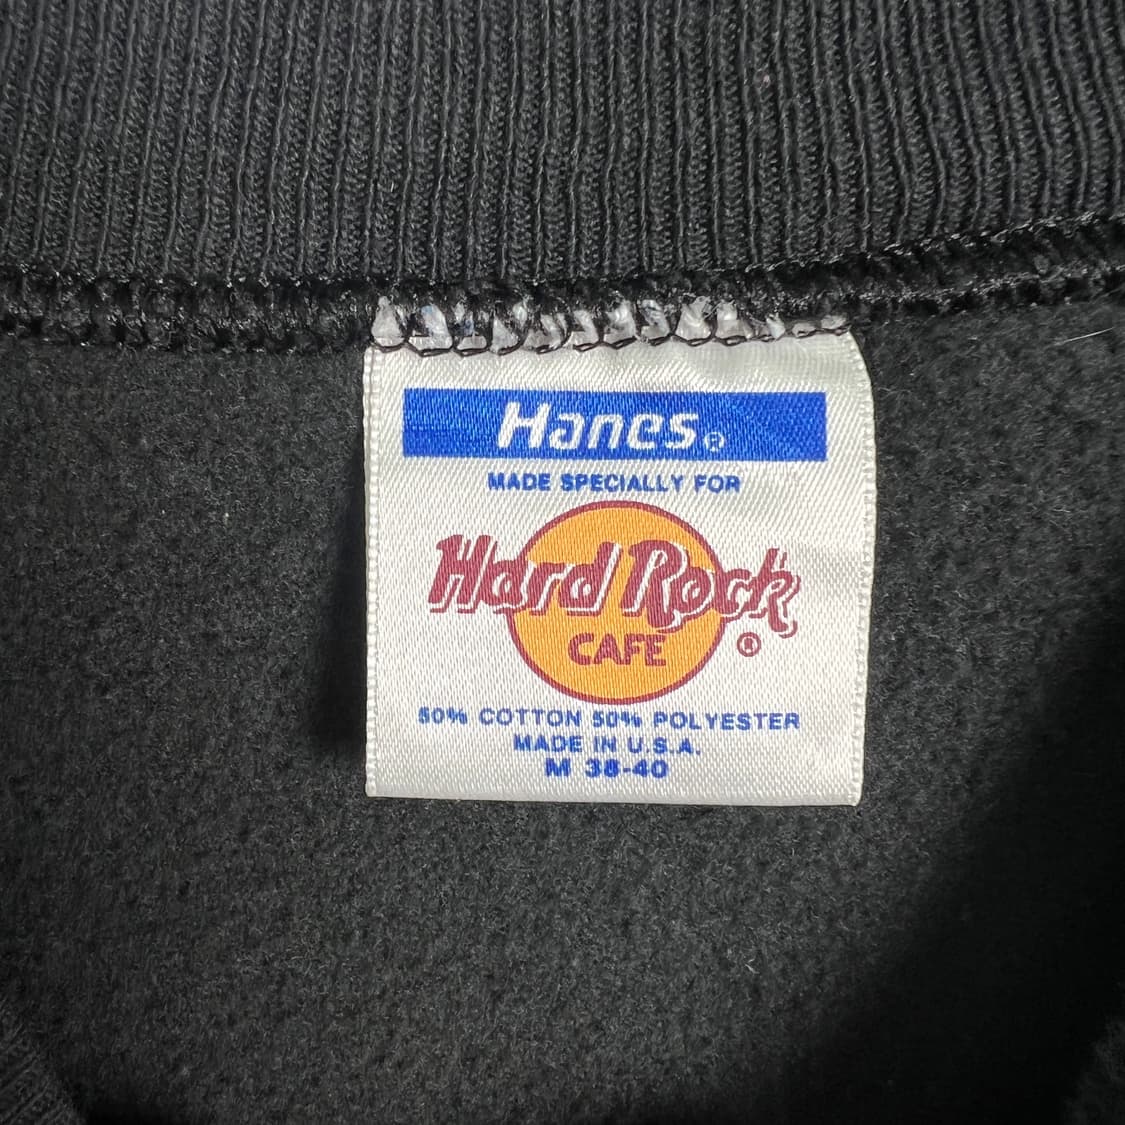 Hanes®
MADE SPECIALLY FOR
Hard Rock
CAFE ®
50% COTTON 50% POLYESTER
MADE IN U.S.A.
M 38-40